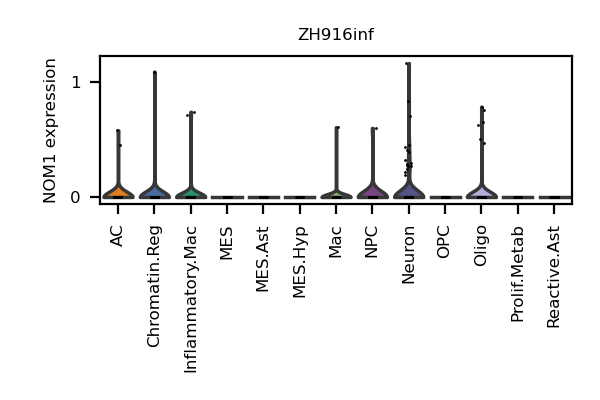 ZH916inf
NOM1 expression
1
0
AC
Chromatin.Reg
Inflammatory.Mac
MES
MES.Ast
MES.Hyp
Mac
NPC
Neuron
OPC
Oligo
Prolif.Metab
Reactive.Ast